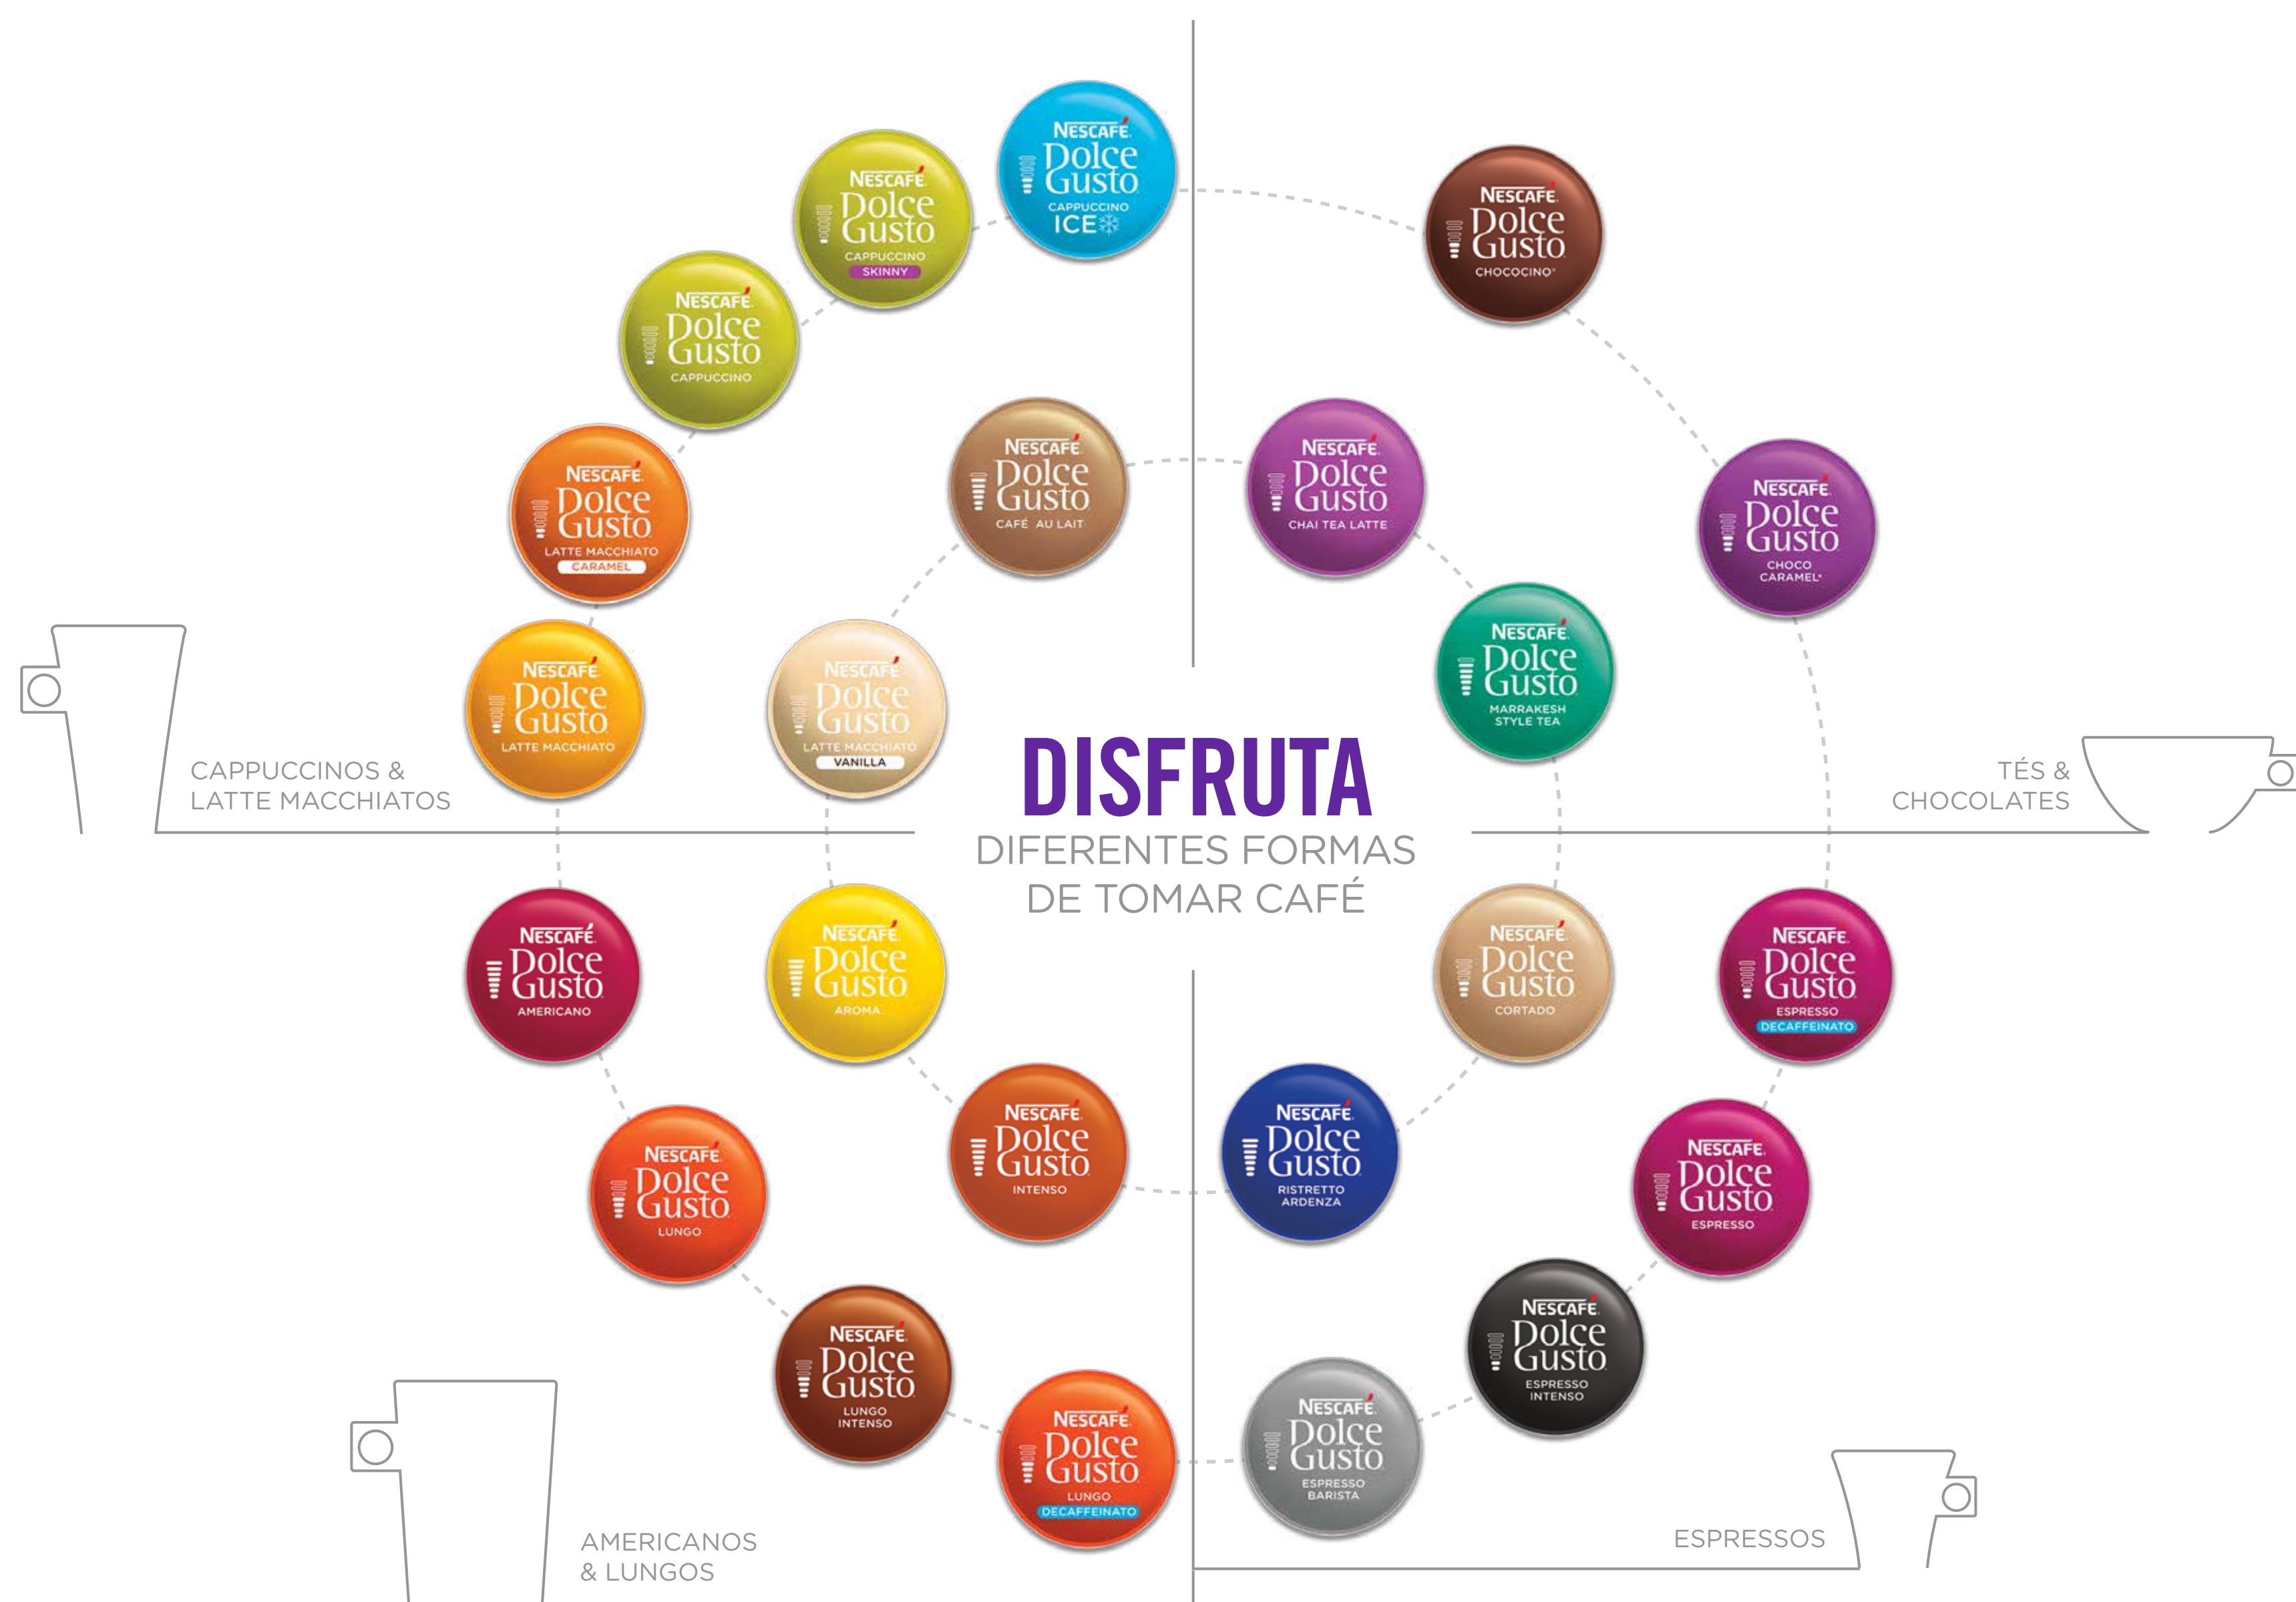 NESCAFÉ.
Dolce
Gusto
CAPPUCCINO
ICE
NESCAFÉ.
Dolce
Gusto
CAPPUCCINO
SKINNY
NESCAFÉ.
Dolce
Gusto
CAPPUCCINO
NESCAFÉ.
Dolce
Gusto
LATTE MACCHIATO
CARAMEL
NESCAFÉ.
Dolce
Gusto
LATTE MACCHIATO
NESCAFÉ.
Dolce
Gusto
CAFÉ AU LAIT
NESCAFÉ.
Dolce
Gusto
LATTE MACCHIATO
VANILLA
CAPPUCCINOS &
LATTE MACCHIATOS
NESCAFÉ.
Dolce
Gusto
CHOCOCINO®
NESCAFÉ.
Dolce
Gusto
CHAI TEA LATTE
NESCAFÉ.
Dolce
Gusto
CHOCO
CARAMEL*
NESCAFÉ.
Dolce
Gusto
MARRAKESH
STYLE TEA
TÉS &
CHOCOLATES
DISFRUTA
DIFERENTES FORMAS
DE TOMAR CAFÉ
NESCAFÉ.
Dolce
Gusto
AMERICANO
NESCAFÉ.
Dolce
Gusto
AROMA
NESCAFÉ.
Dolce
Gusto
LUNGO
NESCAFÉ.
Dolce
Gusto
INTENSO
NESCAFÉ.
Dolce
Gusto
LUNGO
INTENSO
NESCAFÉ.
Dolce
Gusto
LUNGO
DECAFFEINATO
AMERICANOS
& LUNGOS
NESCAFÉ.
Dolce
Gusto
CORTADO
NESCAFÉ.
Dolce
Gusto
ESPRESSO
DECAFFEINATO
NESCAFÉ.
Dolce
Gusto
RISTRETTO
ARDENZA
NESCAFÉ.
Dolce
Gusto
ESPRESSO
NESCAFÉ.
Dolce
Gusto
ESPRESSO
INTENSO
NESCAFÉ.
Dolce
Gusto
ESPRESSO
BARISTA
ESPRESSOS